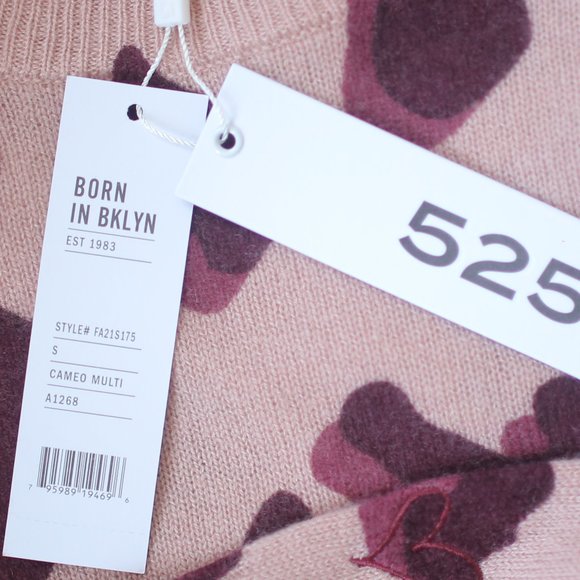 BORN
IN BKLYN
EST 1983
STYLE# FA21S175
S
CAMEO MULTI
A1268
7 95989 19469 6
525